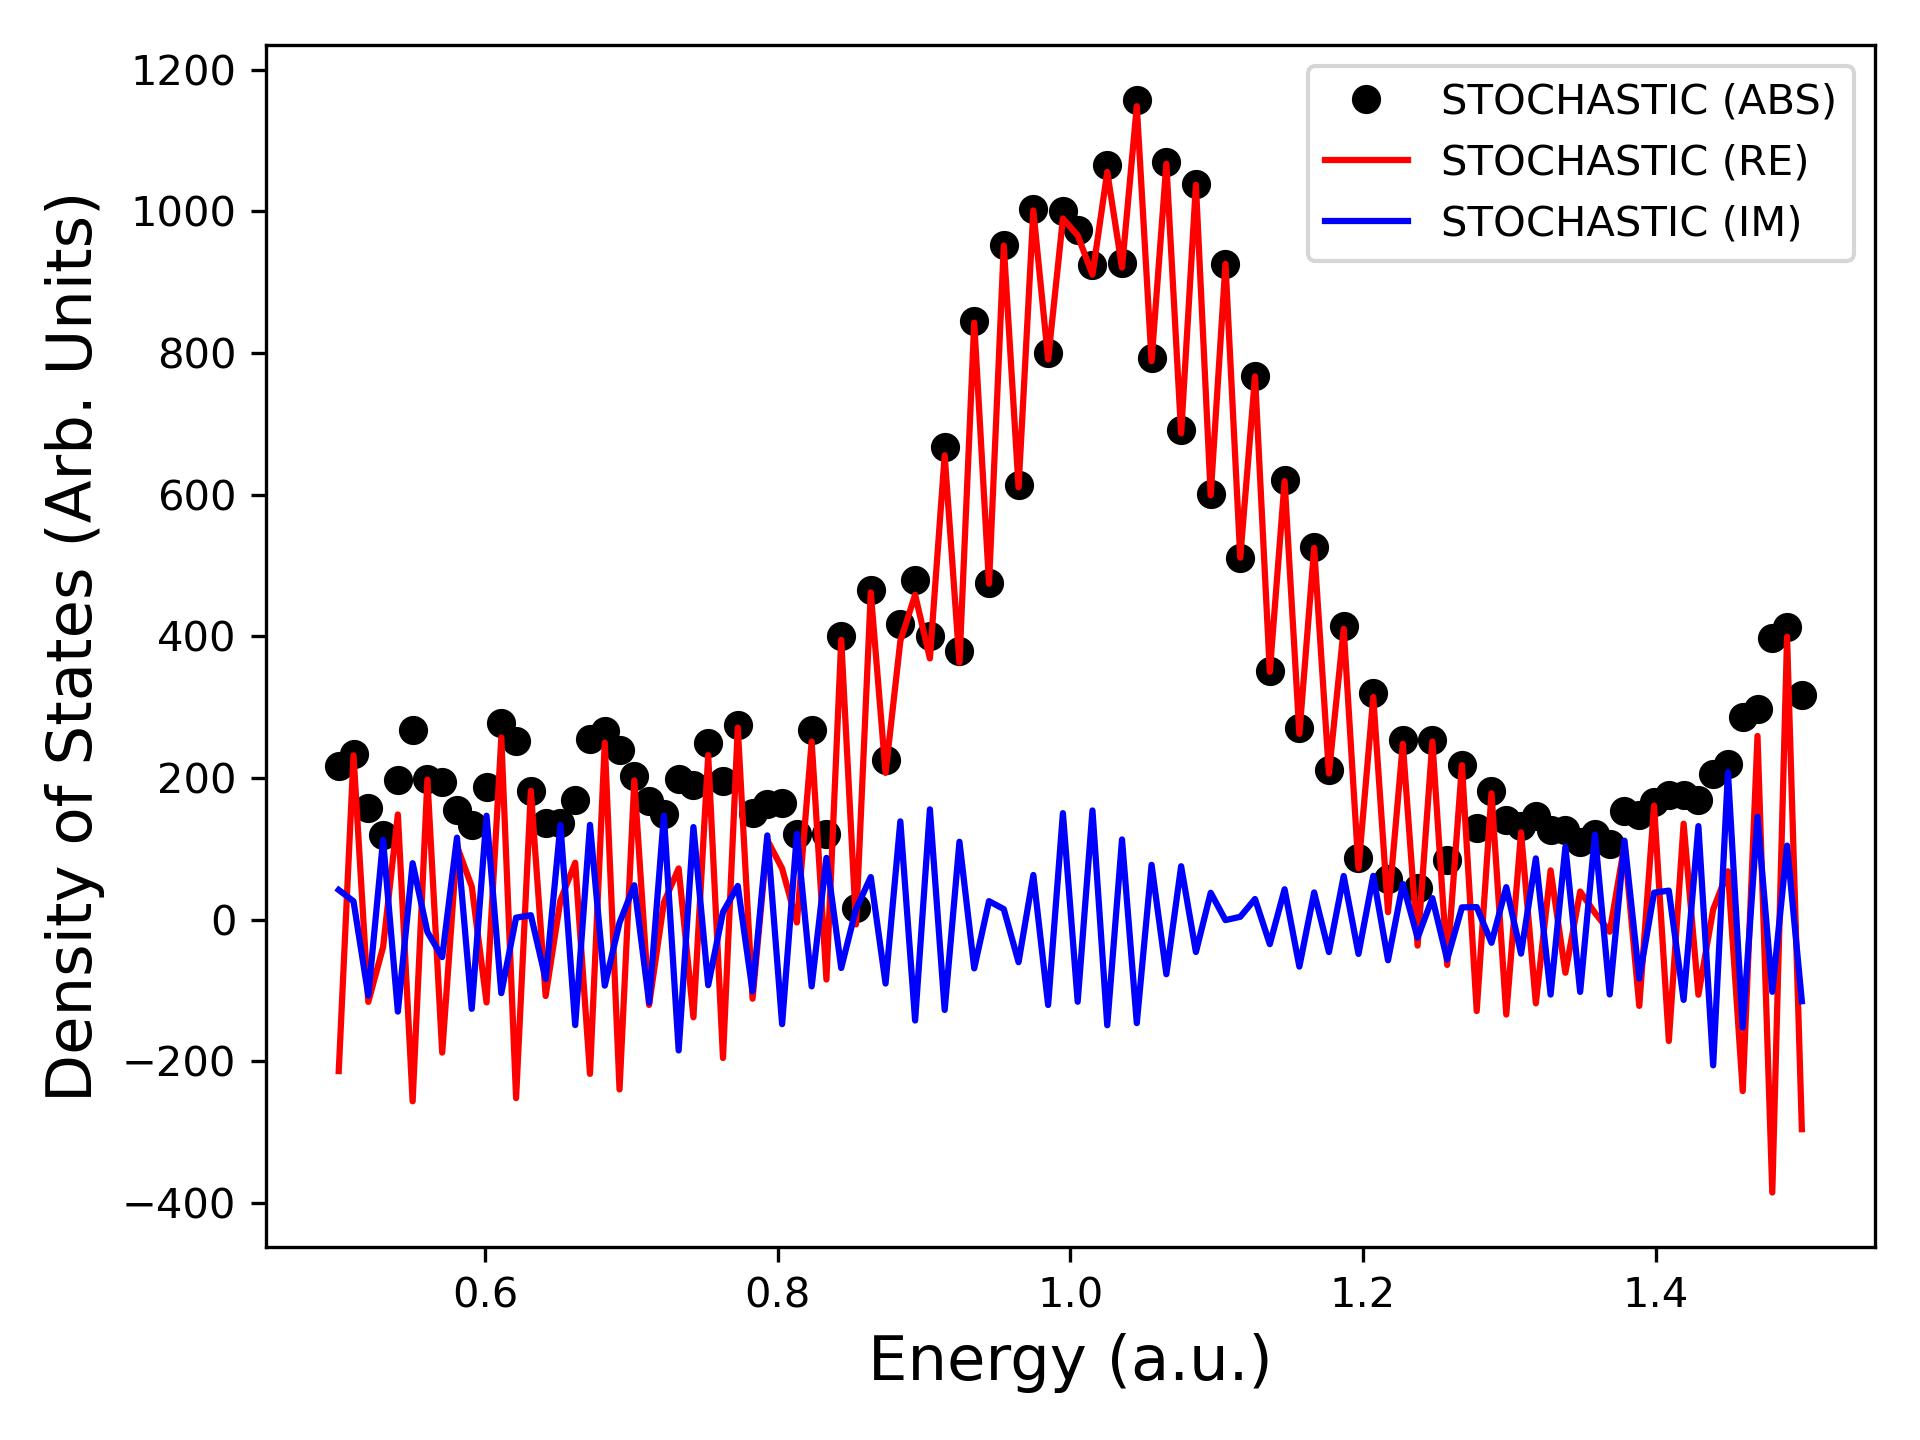 1200
1000
800
600
400
200
0
−200
−400
Density of States (Arb. Units)
STOCHASTIC (ABS)
STOCHASTIC (RE)
STOCHASTIC (IM)
0.6 0.8 1.0 1.2 1.4
Energy (a.u.)